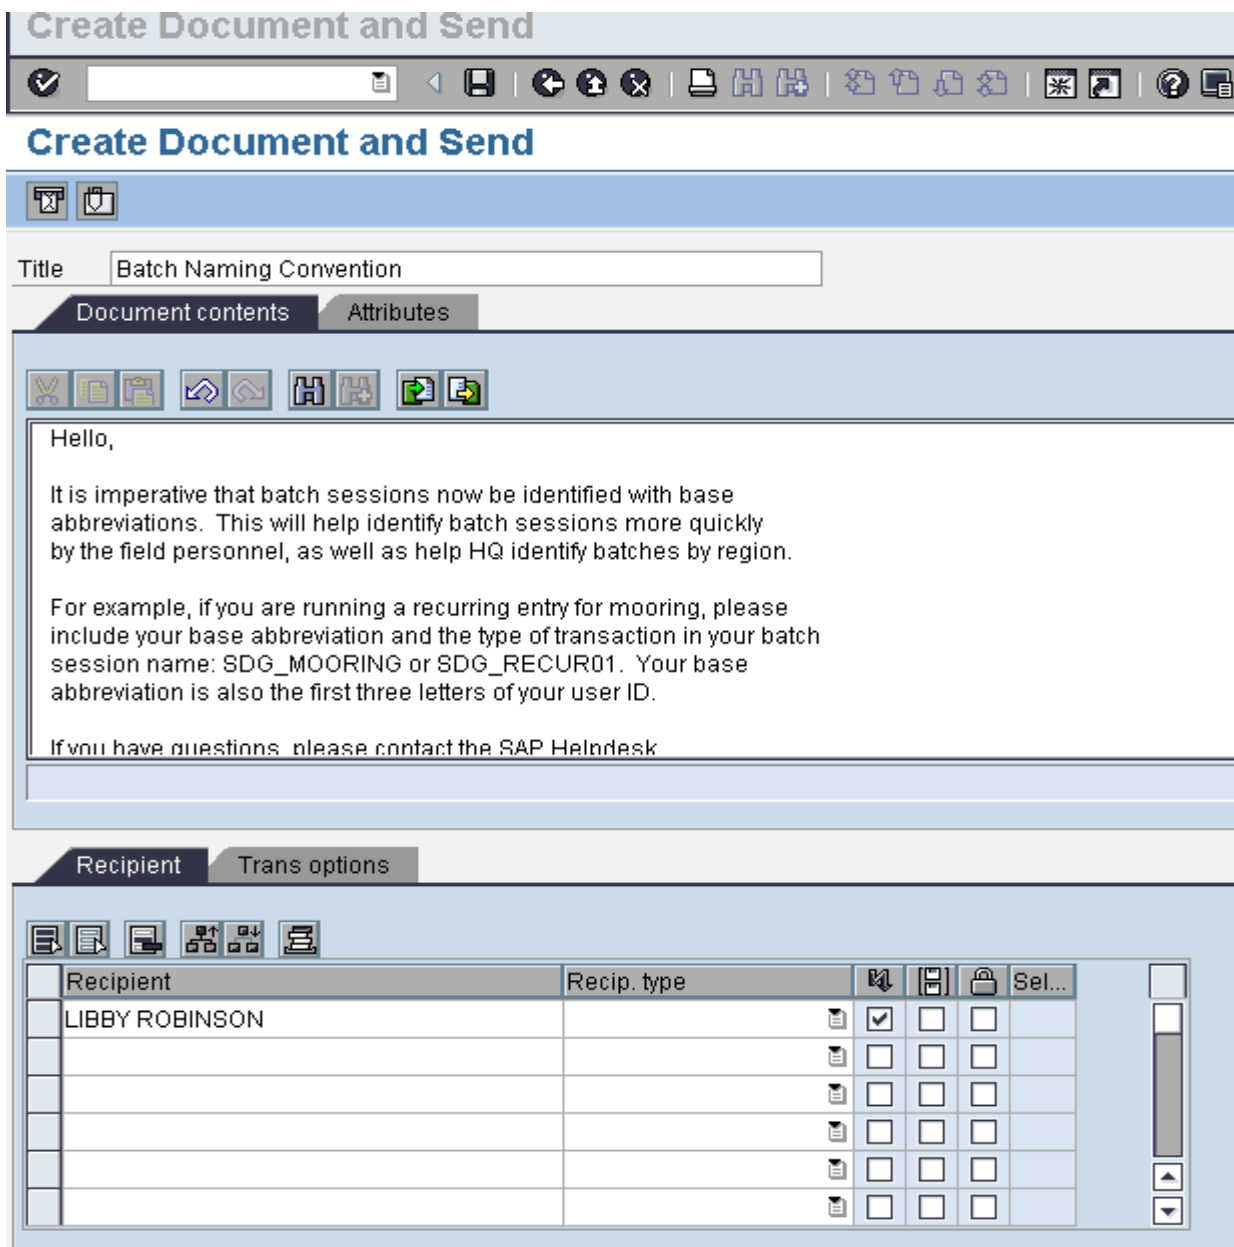 Create Document and Send
Create Document and Send
Title Batch Naming Convention
Document contents Attributes
Hello,
It is imperative that batch sessions now be identified with base
abbreviations.  This will help identify batch sessions more quickly
by the field personnel, as well as help HQ identify batches by region.
For example, if you are running a recurring entry for mooring, please
include your base abbreviation and the type of transaction in your batch
session name: SDG_MOORING or SDG_RECUR01.  Your base
abbreviation is also the first three letters of your user ID.
If you have questions, please contact the SAP Helpdesk
Recipient Trans options
Recipient Recip. type Sel...
LIBBY ROBINSON